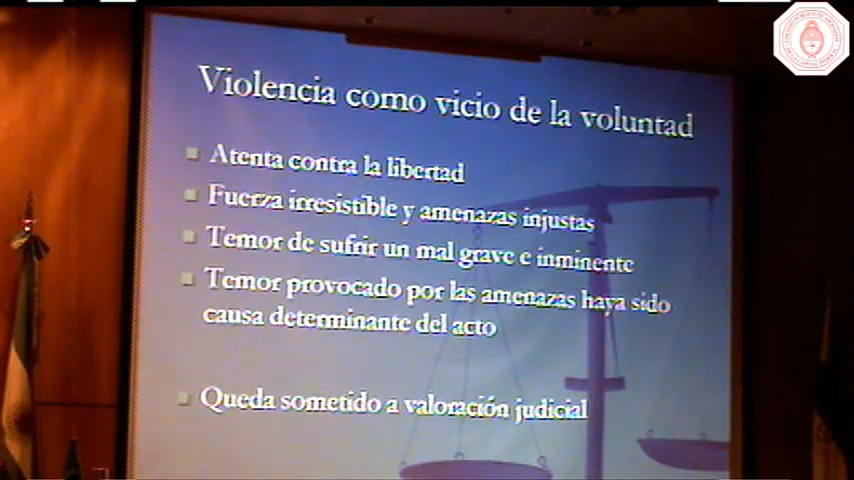 Violencia como vicio de la voluntad
Atenta contra la libertad
Fuerza irresistible y amenazas injustas
Temor de sufrir un mal grave e inminente
Temor provocado por las amenazas haya sido
causa determinante del acto
Queda sometido a valoración judicial